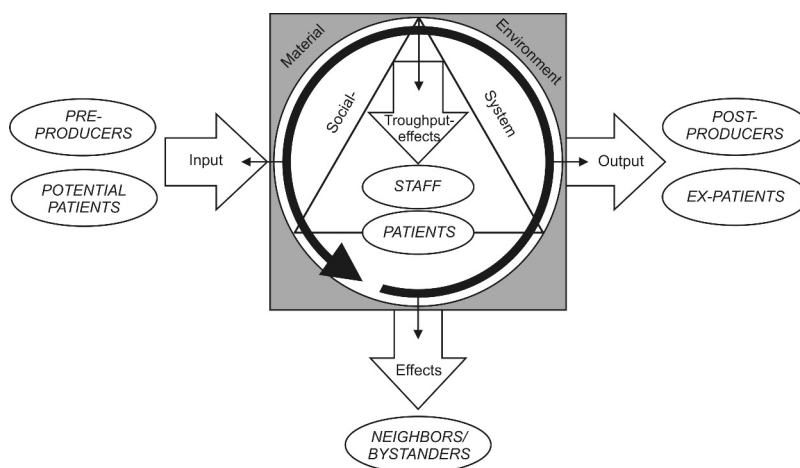 Material
Environment
Social-
System
PRE-
PRODUCERS
POTENTIAL
PATIENTS
Input
Troughput-
effects
STAFF
PATIENTS
Output
POST-
PRODUCERS
EX-PATIENTS
Effects
NEIGHBORS/
BYSTANDERS